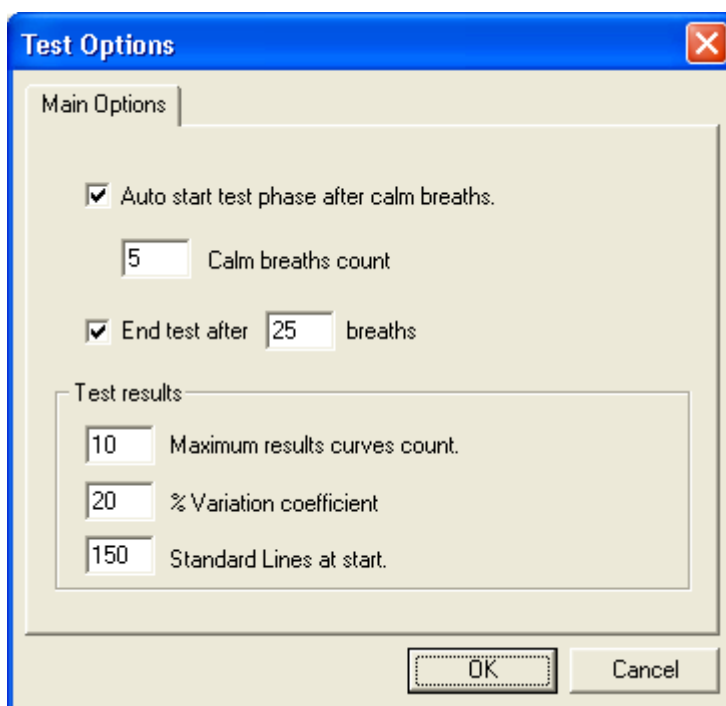 Test Options
Main Options
Auto start test phase after calm breaths.
5 Calm breaths count
End test after 25 breaths
Test results
10 Maximum results curves count.
20 % Variation coefficient
150 Standard Lines at start.
OK Cancel